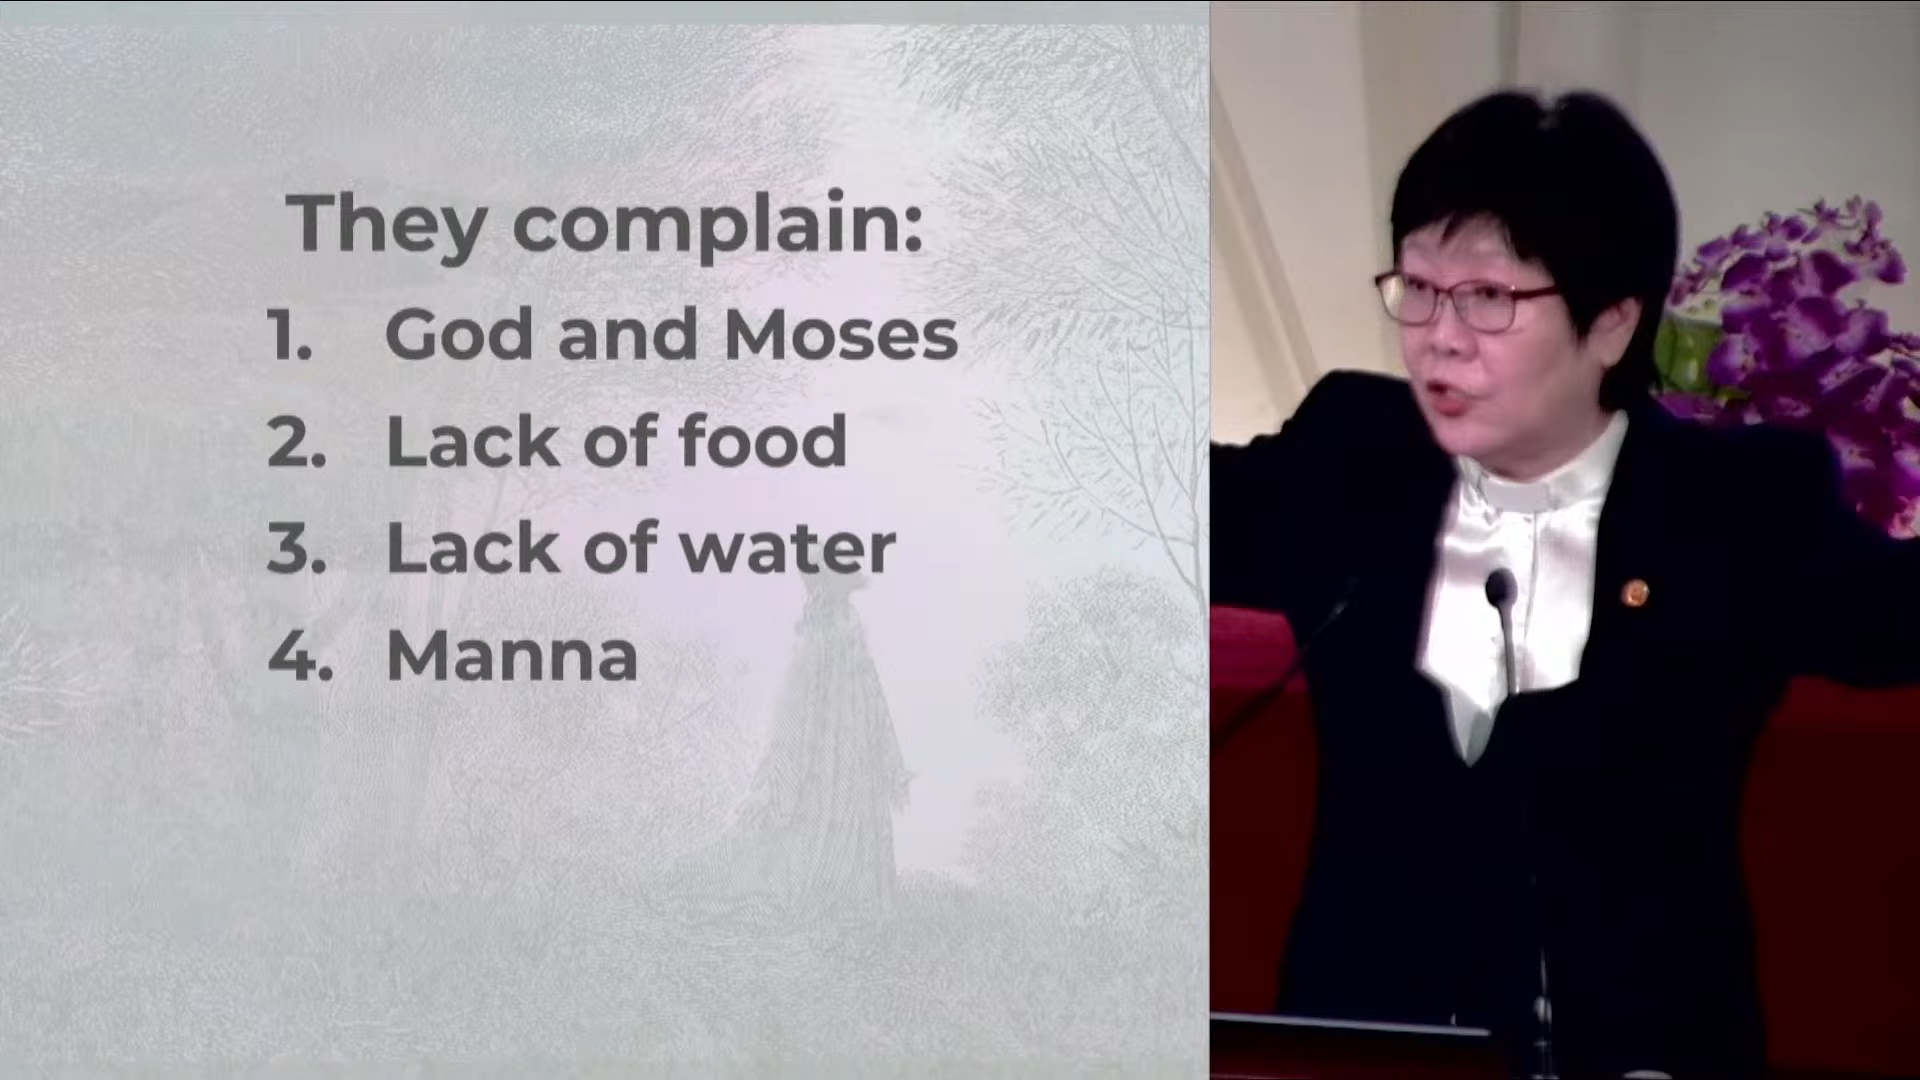 They complain:
1. God and Moses
2. Lack of food
3. Lack of water
4. Manna